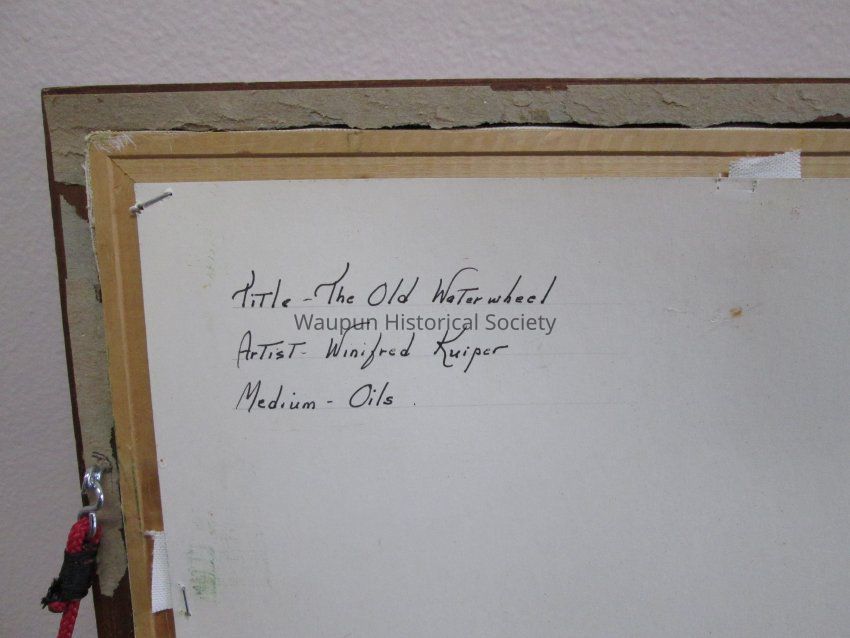 Title - The Old Waterwheel
Waupun Historical Society
Artist - Winifred Kuiper
Medium - Oils .